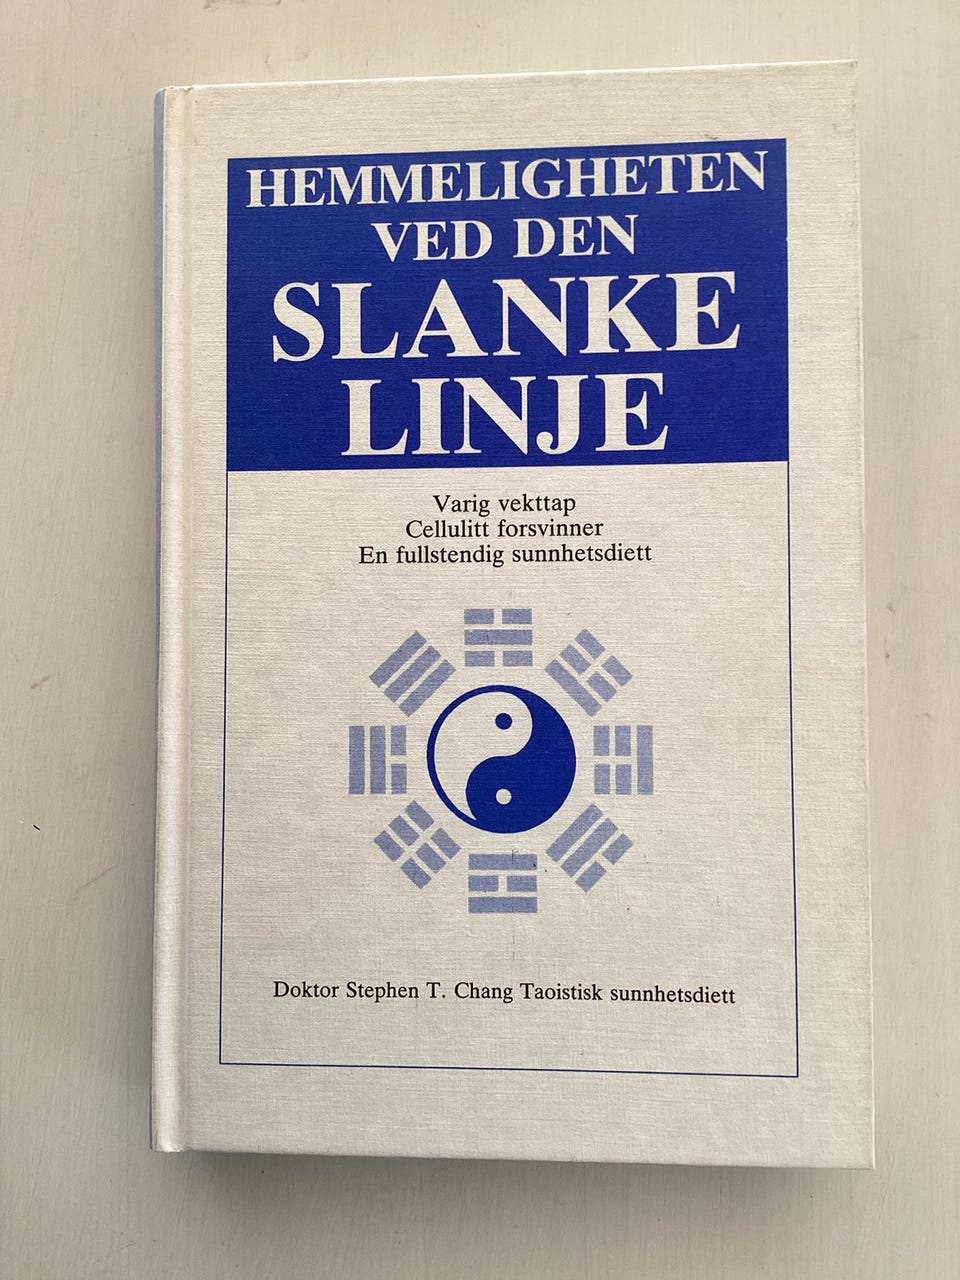 HEMMELIGHETEN
VED DEN
SLANKE
LINJE
Varig vekttap
Cellulitt forsvinner
En fullstendig sunnhetsdiett
Doktor Stephen T. Chang Taoistisk sunnhetsdiett